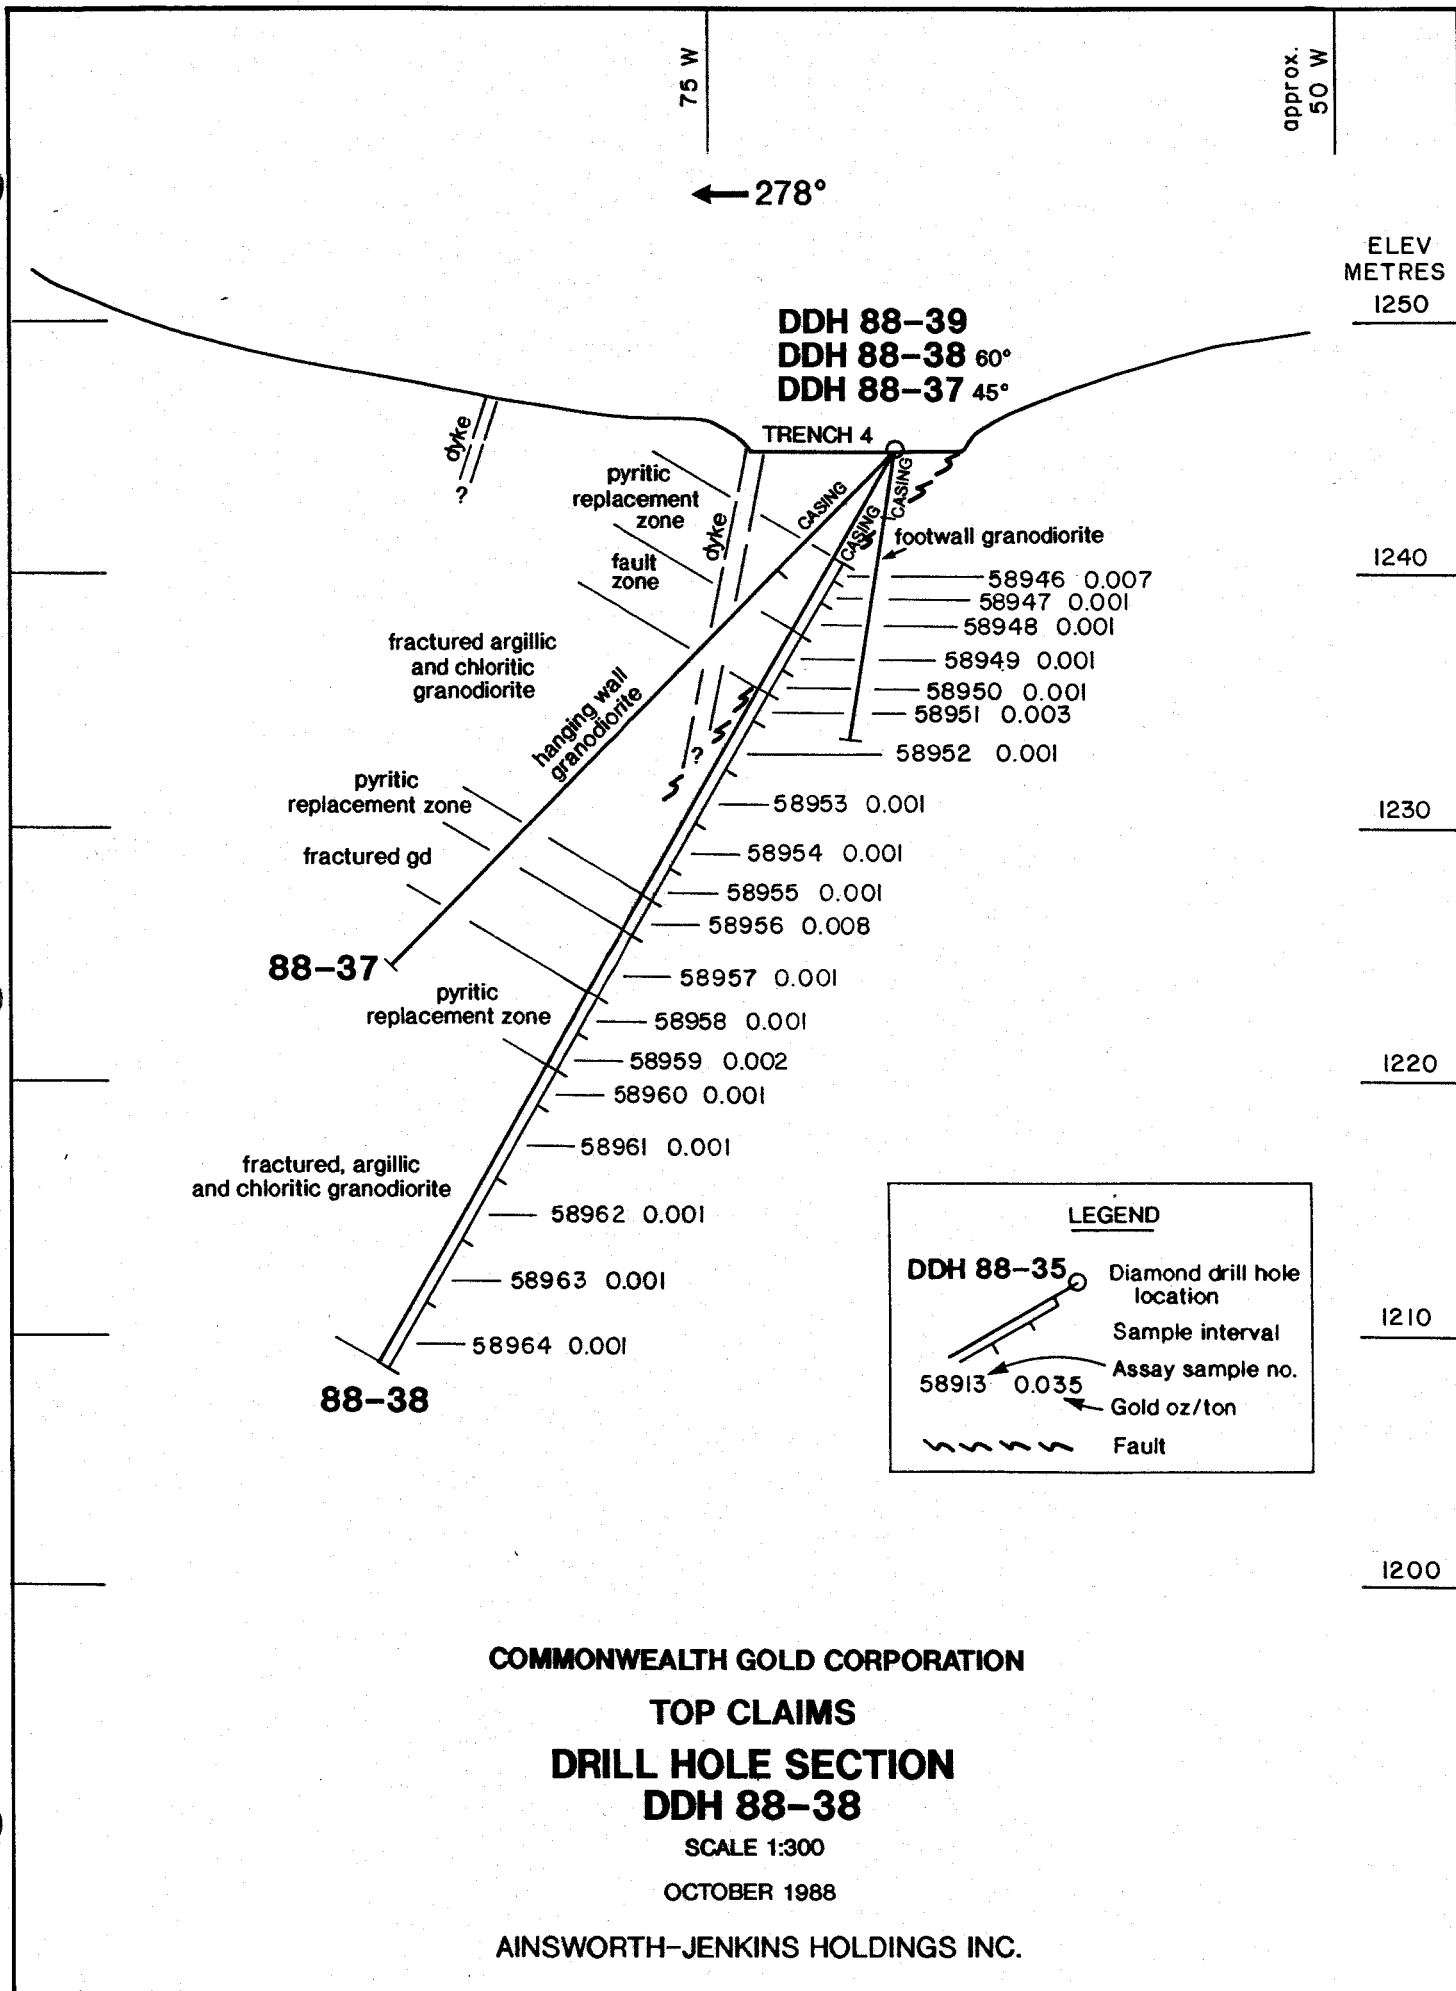 75 W
approx.
50 W
278°
ELEV
METRES
1250
DDH 88-39
DDH 88-38 60°
DDH 88-37 45°
TRENCH 4
dyke
?
pyritic
replacement
zone
dyke
CASING
CASING
CASING
footwall granodiorite
fault
zone
1240
58946 0.007
58947 0.001
58948 0.001
58949 0.001
58950 0.001
58951 0.003
58952 0.001
fractured argillic
and chloritic
granodiorite
hanging wall
granodiorite
?
pyritic
replacement zone
58953 0.001
1230
fractured gd
58954 0.001
58955 0.001
58956 0.008
88-37
58957 0.001
pyritic
replacement zone
58958 0.001
58959 0.002
1220
58960 0.001
58961 0.001
fractured, argillic
and chloritic granodiorite
58962 0.001
58963 0.001
58964 0.001
88-38
LEGEND
DDH 88-35
Diamond drill hole
location
Sample interval
Assay sample no.
58913 0.035
Gold oz/ton
Fault
1210
1200
COMMONWEALTH GOLD CORPORATION
TOP CLAIMS
DRILL HOLE SECTION
DDH 88-38
SCALE 1:300
OCTOBER 1988
AINSWORTH-JENKINS HOLDINGS INC.